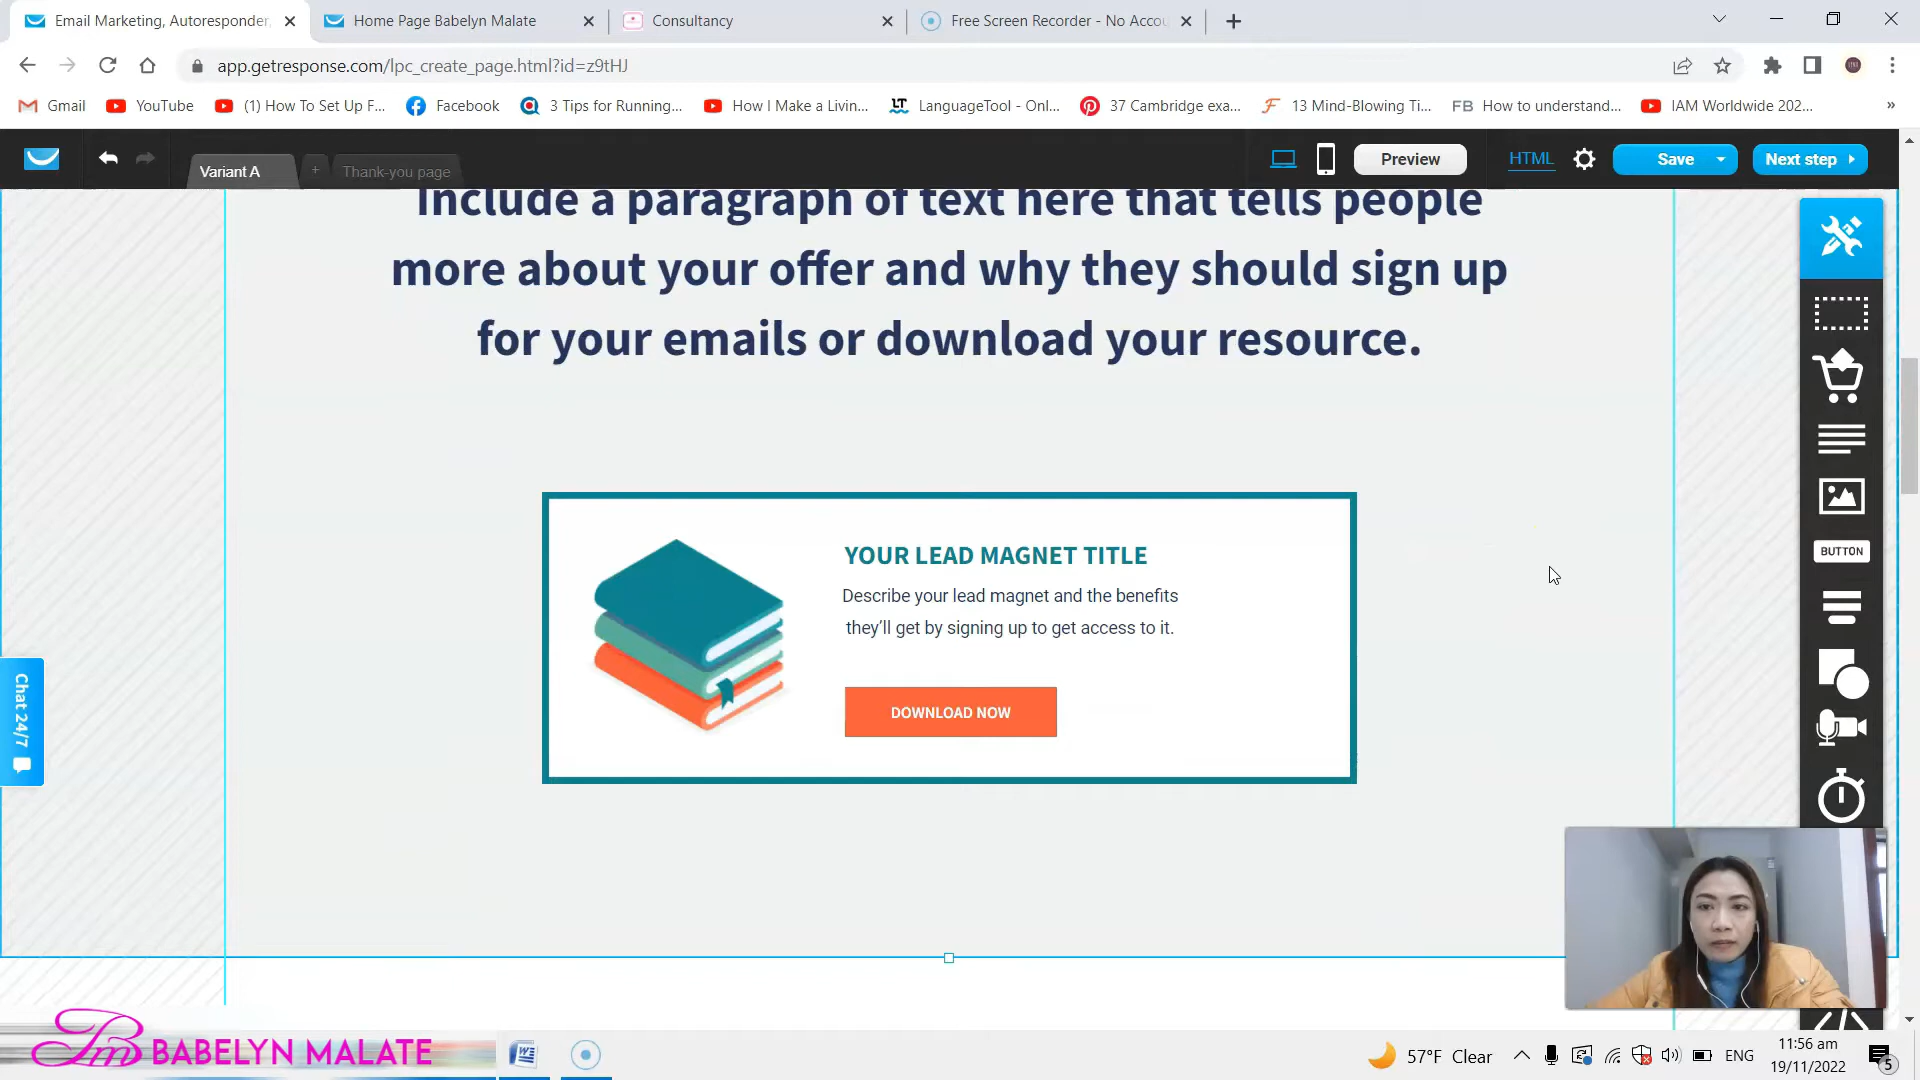 Email Marketing, Autoresponder,
Home Page Babelyn Malate
Consultancy
Free Screen Recorder - No Accou
app.getresponse.com/lpc_create_page.html?id=z9tHJ
Gmail
YouTube
(1) How To Set Up F...
Facebook
3 Tips for Running...
How I Make a Livin...
LT
LanguageTool - Onl...
37 Cambridge exa...
13 Mind-Blowing Ti...
FB
How to understand...
IAM Worldwide 202...
Variant A
+
Thank-you page
Preview
HTML
Save
Next step
Include a paragraph of text here that tells people
more about your offer and why they should sign up
for your emails or download your resource.
YOUR LEAD MAGNET TITLE
Describe your lead magnet and the benefits
they'll get by signing up to get access to it.
DOWNLOAD NOW
BUTTON
Chat 24/7
BABELYN MALATE
57°F Clear
ENG
11:56 am
19/11/2022
5